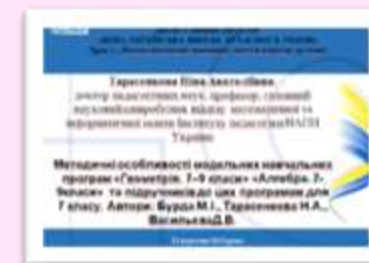 Тарасенкова Ніна Анатоліївна
доктор педагогічних наук, професор, головний
науковий співробітник відділу математичної та
інформатичної освіти Інституту педагогіки НАПН
України
Методичні особливості модельних навчальних
програм «Геометрія. 7-9 класи» «Алгебра. 7-
9класи» та підручників до цих програм для
7 класу. Автори: Бурда М.І., Тарасенкова Н.А.,
Васильєва Д.В.